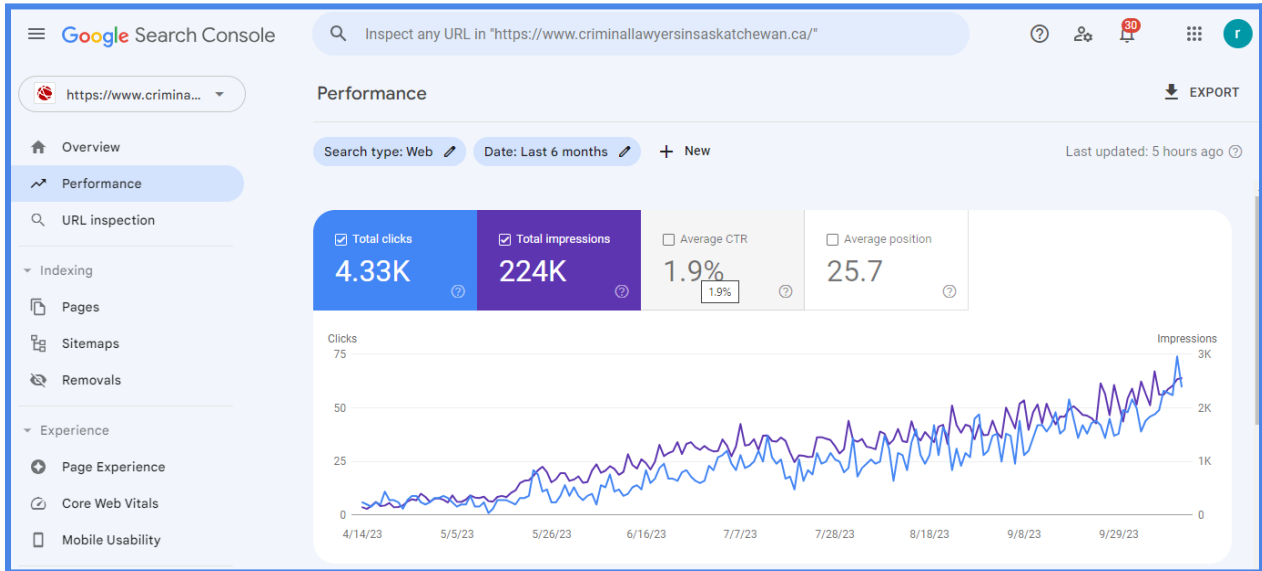 Google Search Console
Inspect any URL in "https://www.criminallawyersinsaskatchewan.ca/"
30
r
https://www.crimina...
Overview
Performance
URL inspection
Indexing
Pages
Sitemaps
Removals
Experience
Page Experience
Core Web Vitals
Mobile Usability
Performance
EXPORT
Search type: Web
Date: Last 6 months
+ New
Last updated: 5 hours ago
Total clicks
4.33K
Total impressions
224K
Average CTR
1.9%
1.9%
Average position
25.7
Clicks
Impressions
75
3K
50
2K
25
1K
0
0
4/14/23
5/5/23
5/26/23
6/16/23
7/7/23
7/28/23
8/18/23
9/8/23
9/29/23